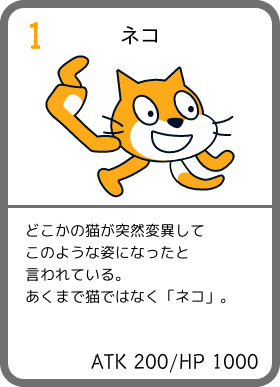 1
ネコ
どこかの猫が突然変異して
このような姿になったと
言われている。
あくまで猫ではなく「ネコ」。
ATK 200/HP 1000